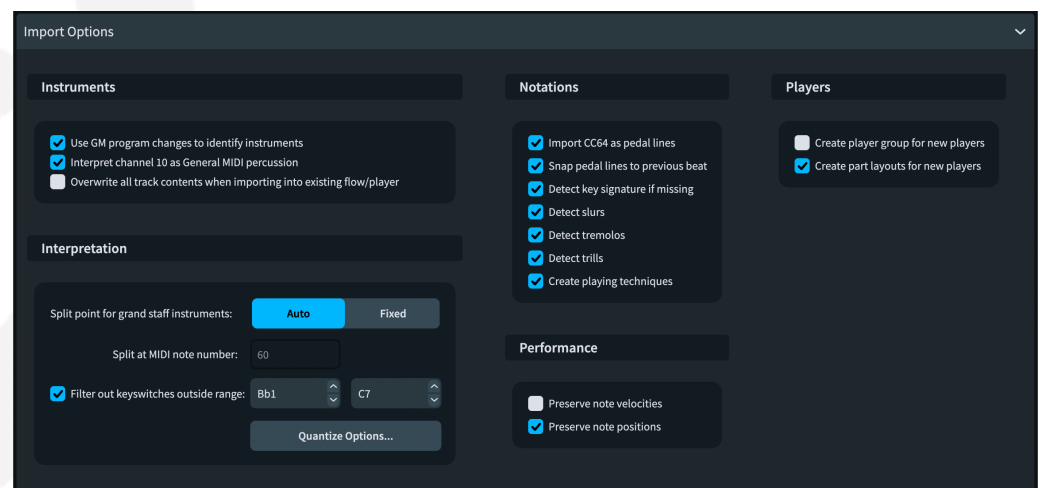 Import Options
Instruments
Use GM program changes to identify instruments
Interpret channel 10 as General MIDI percussion
Overwrite all track contents when importing into existing flow/player
Interpretation
Split point for grand staff instruments: Auto Fixed
Split at MIDI note number: 60
Filter out keyswitches outside range: Bb1 C7
Quantize Options...
Notations
Import CC64 as pedal lines
Snap pedal lines to previous beat
Detect key signature if missing
Detect slurs
Detect tremolos
Detect trills
Create playing techniques
Performance
Preserve note velocities
Preserve note positions
Players
Create player group for new players
Create part layouts for new players